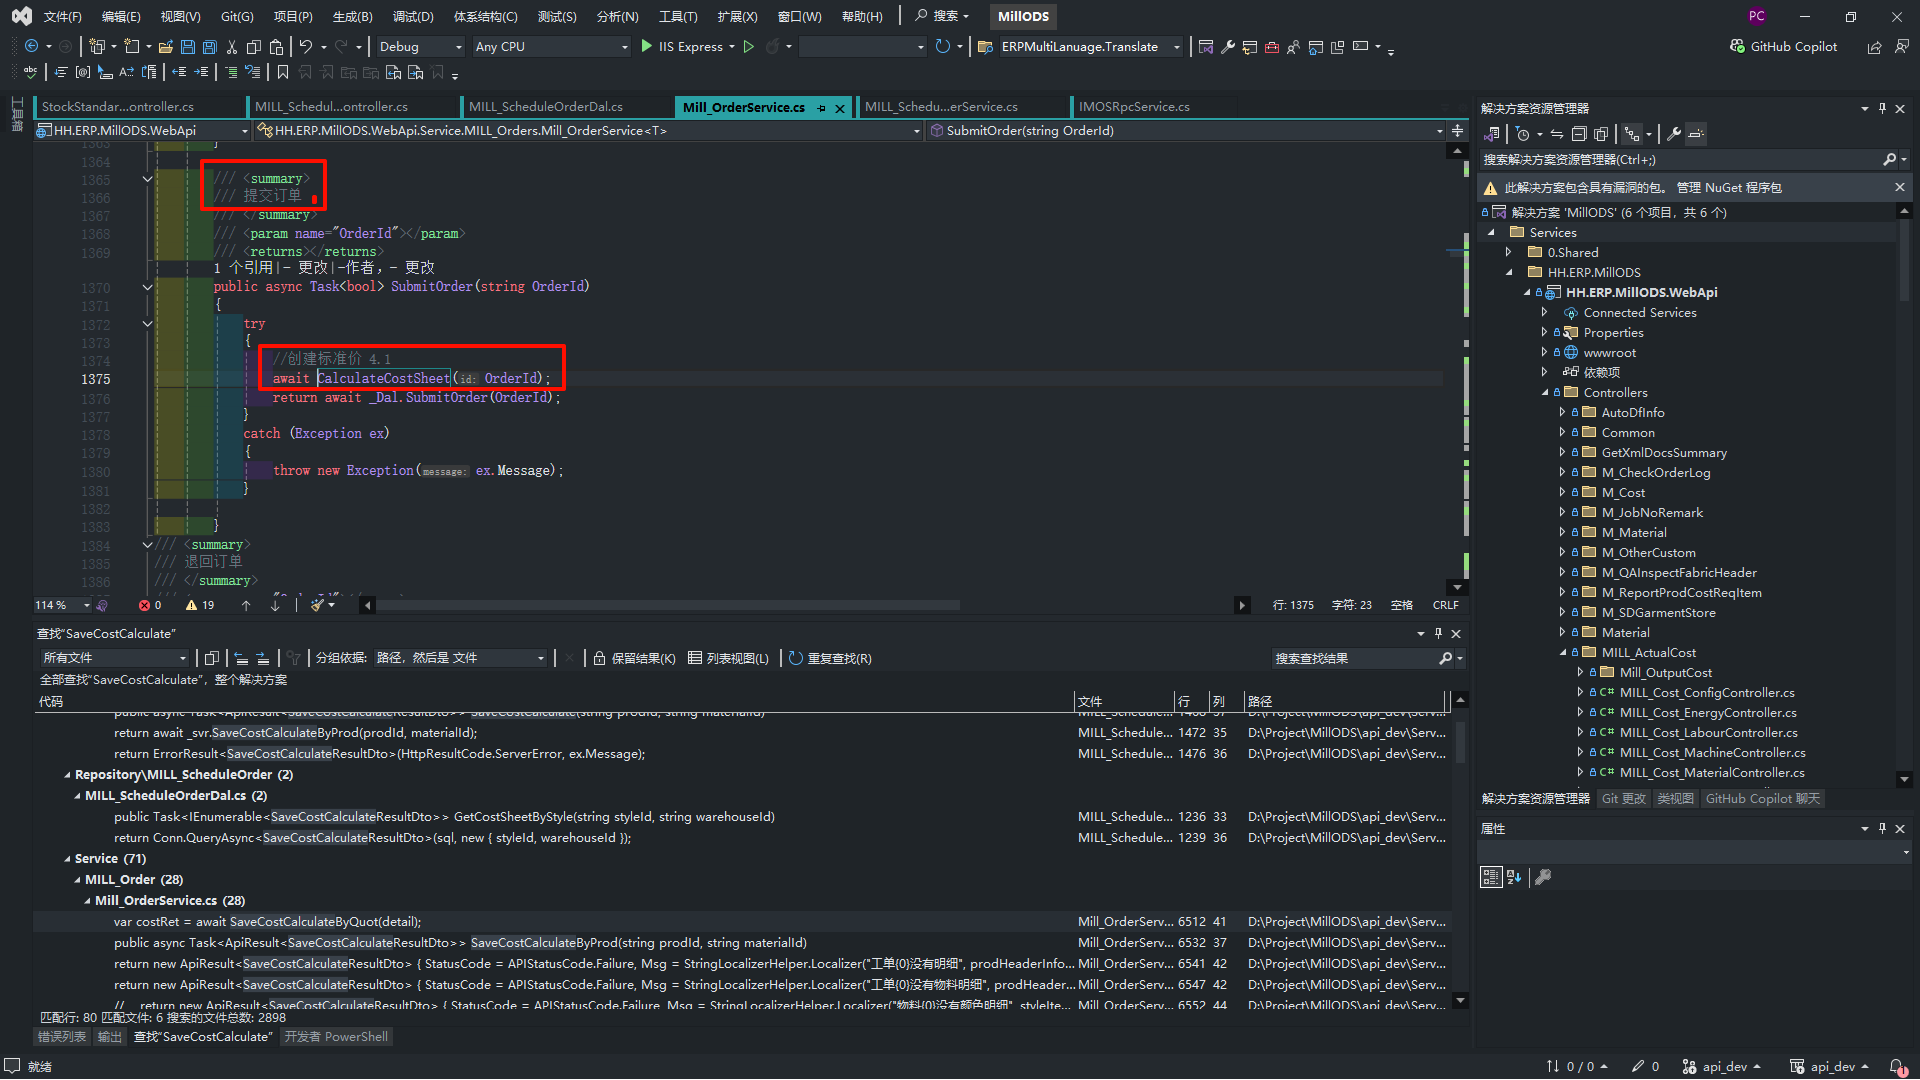 文件(F) 编辑(E) 视图(V) Git(G) 项目(P) 生成(B) 调试(D) 体系结构(C) 测试(S) 分析(N) 工具(T) 扩展(X) 窗口(W) 帮助(H) 搜索 MillODS PC
Debug Any CPU IIS Express ERPMultiLanuage.Translate GitHub Copilot
工具箱
StockStandar...ontroller.cs MILL_Schedul...ontroller.cs MILL_ScheduleOrderDal.cs Mill_OrderService.cs MILL_Schedu...erService.cs IMOSRpcService.cs
HH.ERP.MillODS.WebApi HH.ERP.MillODS.WebApi.Service.MILL_Orders.Mill_OrderService<T> SubmitOrder(string OrderId)
1363 }
1364
1365 /// <summary>
1366 /// 提交订单
1367 /// </summary>
1368 /// <param name="OrderId"></param>
1369 /// <returns></returns>
1 个引用|- 更改|-作者, - 更改
1370 public async Task<bool> SubmitOrder(string OrderId)
1371 {
1372 try
1373 {
1374 //创建标准价 4.1
1375 await CalculateCostSheet(id: OrderId);
1376 return await _Dal.SubmitOrder(OrderId);
1377 }
1378 catch (Exception ex)
1379 {
1380 throw new Exception(message: ex.Message);
1381 }
1382
1383 }
1384 /// <summary>
1385 /// 退回订单
1386 /// </summary>
114 % 0 19 行: 1375 字符: 23 空格 CRLF
查找"SaveCostCalculate"
所有文件 分组依据: 路径，然后是 文件 保留结果(K) 列表视图(L) 重复查找(R) 搜索查找结果
全部查找"SaveCostCalculate"，整个解决方案
代码 文件 行 列 路径
public async Task<ApiResult<SaveCostCalculateResultDto>> SaveCostCalculate(string prodId, string materialId) MILL_Schedule... 1466 37 D:\Project\MillODS\api_dev\Serv...
return await _svr.SaveCostCalculateByProd(prodId, materialId); MILL_Schedule... 1472 35 D:\Project\MillODS\api_dev\Serv...
return ErrorResult<SaveCostCalculateResultDto>(HttpResultCode.ServerError, ex.Message); MILL_Schedule... 1476 36 D:\Project\MillODS\api_dev\Serv...
Repository\MILL_ScheduleOrder (2)
MILL_ScheduleOrderDal.cs (2)
public Task<IEnumerable<SaveCostCalculateResultDto>> GetCostSheetByStyle(string styleId, string warehouseId) MILL_Schedule... 1236 33 D:\Project\MillODS\api_dev\Serv...
return Conn.QueryAsync<SaveCostCalculateResultDto>(sql, new { styleId, warehouseId }); MILL_Schedule... 1239 36 D:\Project\MillODS\api_dev\Serv...
Service (71)
MILL_Order (28)
Mill_OrderService.cs (28)
var costRet = await SaveCostCalculateByQuot(detail); Mill_OrderServ... 6512 41 D:\Project\MillODS\api_dev\Serv...
public async Task<ApiResult<SaveCostCalculateResultDto>> SaveCostCalculateByProd(string prodId, string materialId) Mill_OrderServ... 6532 37 D:\Project\MillODS\api_dev\Serv...
return new ApiResult<SaveCostCalculateResultDto> { StatusCode = APIStatusCode.Failure, Msg = StringLocalizerHelper.Localizer("工单{0}没有明细", prodHeaderInfo... Mill_OrderServ... 6541 42 D:\Project\MillODS\api_dev\Serv...
return new ApiResult<SaveCostCalculateResultDto> { StatusCode = APIStatusCode.Failure, Msg = StringLocalizerHelper.Localizer("工单{0}没有物料明细", prodHeader... Mill_OrderServ... 6547 42 D:\Project\MillODS\api_dev\Serv...
// return new ApiResult<SaveCostCalculateResultDto> { StatusCode = APIStatusCode.Failure, Msg = StringLocalizerHelper.Localizer("物料{0}没有颜色明细", styleIte... Mill_OrderServ... 6552 44 D:\Project\MillODS\api_dev\Serv...
匹配行: 80 匹配文件: 6 搜索的文件总数: 2898
错误列表 输出 查找"SaveCostCalculate" 开发者 PowerShell
解决方案资源管理器
搜索解决方案资源管理器(Ctrl+;)
此解决方案包含具有漏洞的包。 管理 NuGet 程序包
解决方案 'MillODS' (6 个项目，共 6 个)
Services
0.Shared
HH.ERP.MillODS
HH.ERP.MillODS.WebApi
Connected Services
Properties
wwwroot
依赖项
Controllers
AutoDfInfo
Common
GetXmlDocsSummary
M_CheckOrderLog
M_Cost
M_JobNoRemark
M_Material
M_OtherCustom
M_QAInspectFabricHeader
M_ReportProdCostReqItem
M_SDGarmentStore
Material
MILL_ActualCost
Mill_OutputCost
C# MILL_Cost_ConfigController.cs
C# MILL_Cost_EnergyController.cs
C# MILL_Cost_LabourController.cs
C# MILL_Cost_MachineController.cs
C# MILL_Cost_MaterialController.cs
解决方案资源管理器 Git 更改 类视图 GitHub Copilot 聊天
属性
就绪 0 / 0 0 api_dev api_dev 1